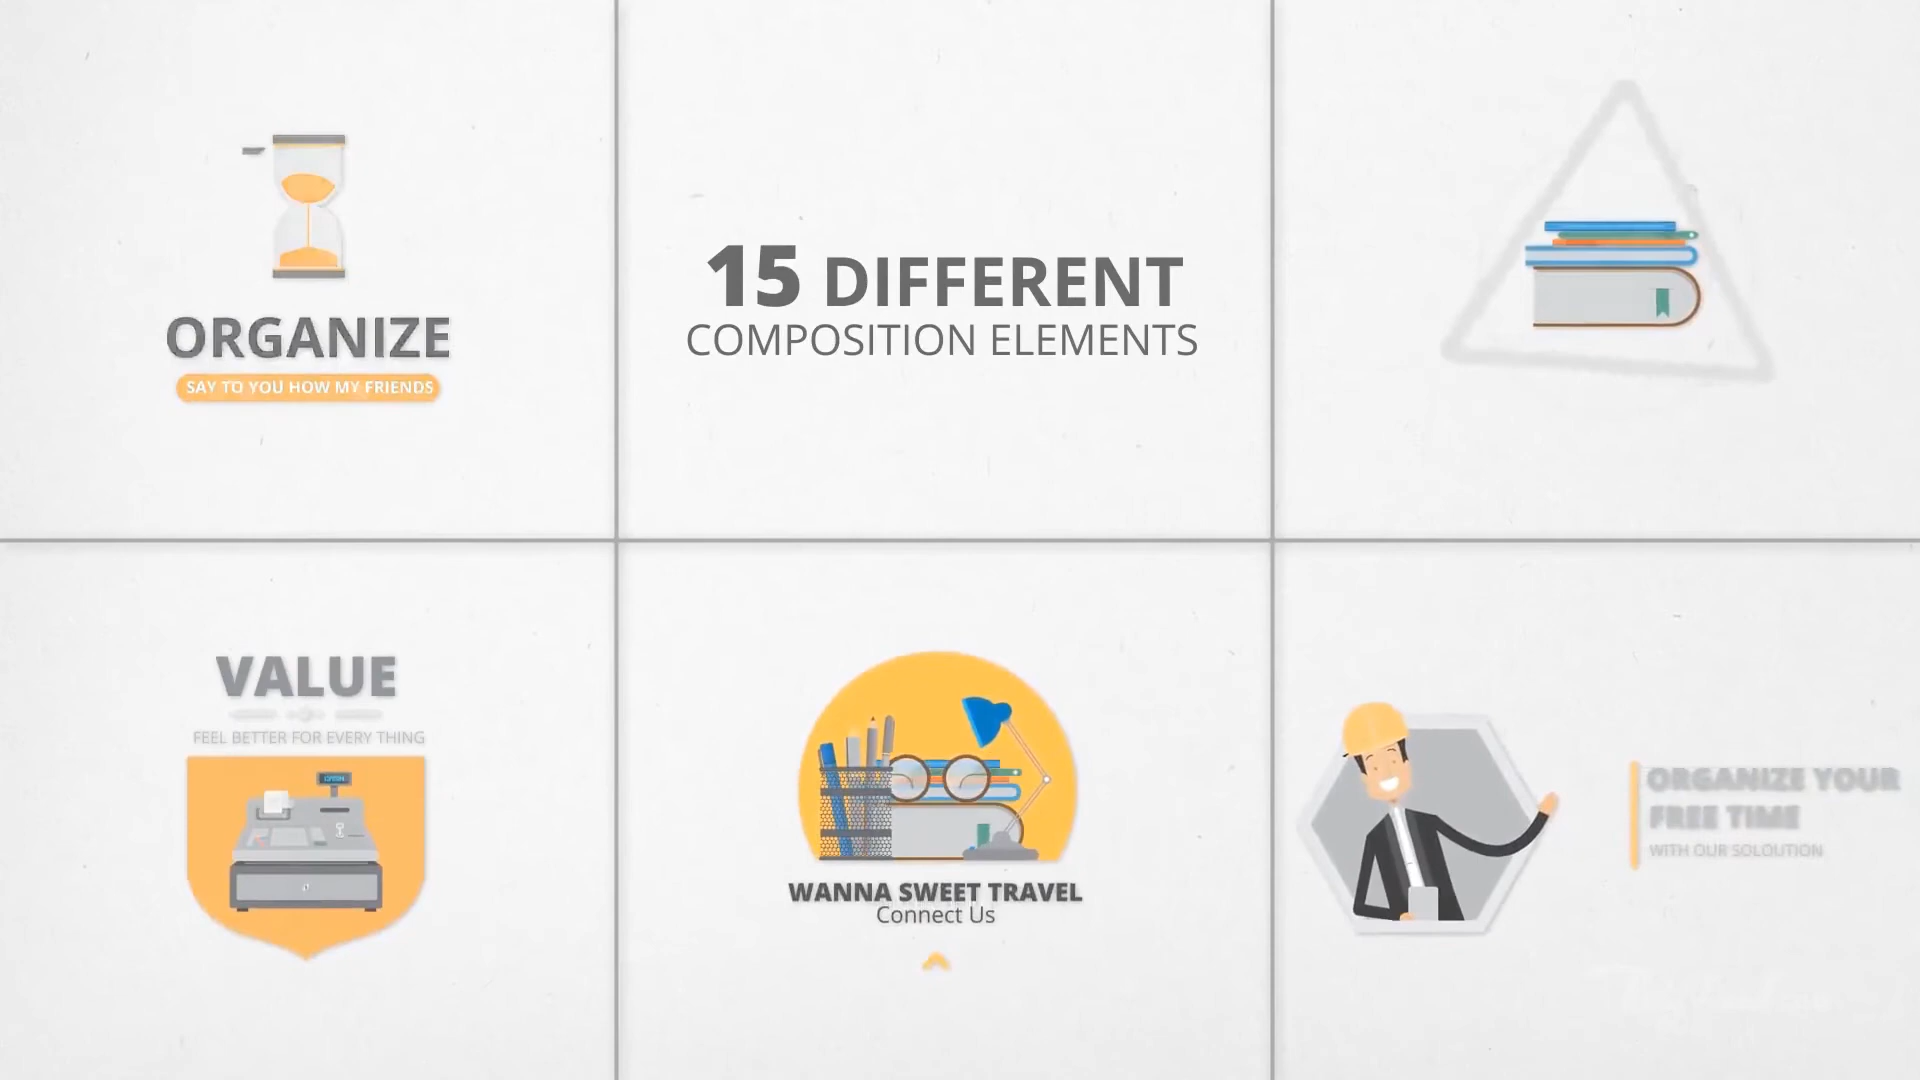 ORGANIZE
SAY TO YOU HOW MY FRIENDS
15 DIFFERENT
COMPOSITION ELEMENTS
VALUE
FEEL BETTER FOR EVERY THING
WANNA SWEET TRAVEL
Connect Us
ORGANIZE YOUR
FREE TIME
WITH OUR SOLOUTION